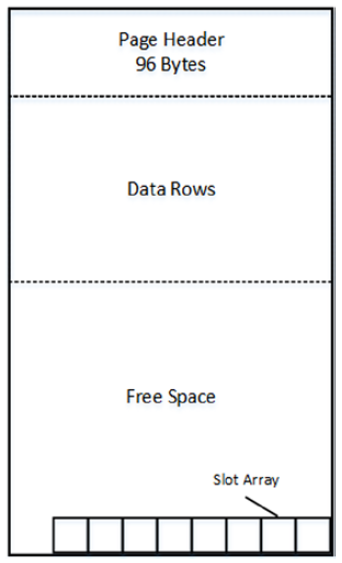 Page Header
96 Bytes
Data Rows
Free Space
Slot Array